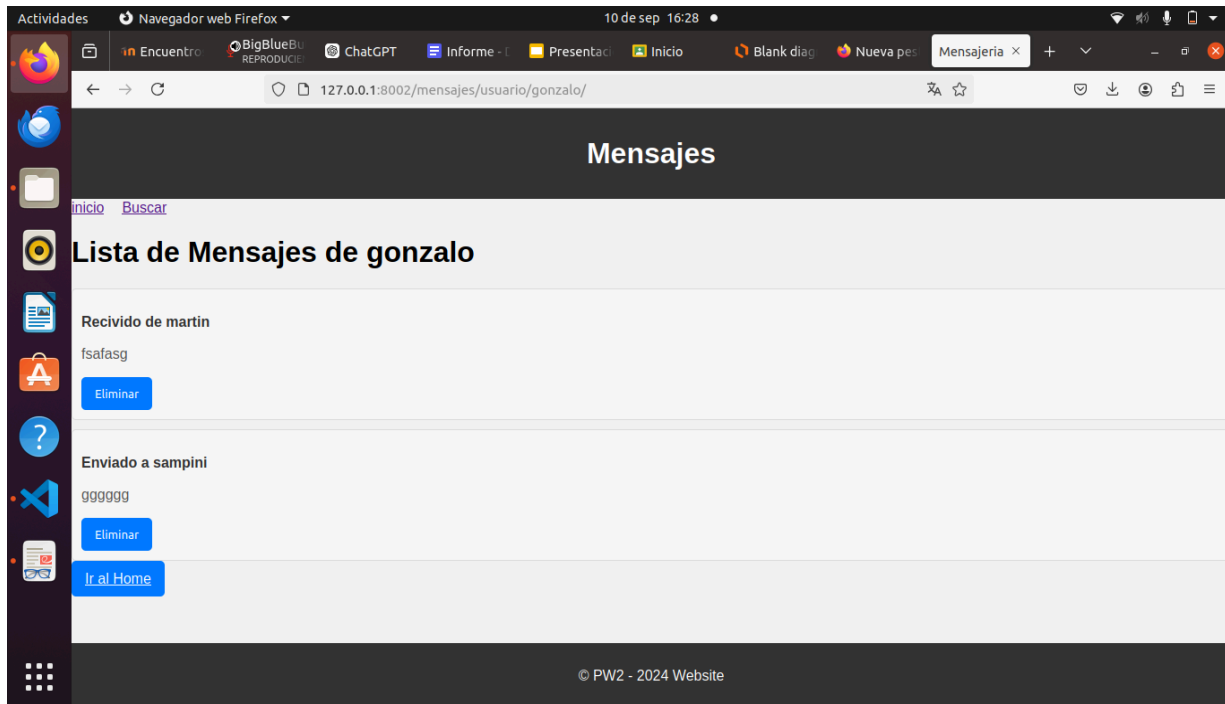 Actividades Navegador web Firefox 10 de sep 16:28
Encuentro BigBlueBu ChatGPT Informe - Presentaci Inicio Blank diag Nueva pes Mensajeria
REPRODUCIE
127.0.0.1:8002/mensajes/usuario/gonzalo/
Mensajes
inicio Buscar
Lista de Mensajes de gonzalo
Recivido de martin
fsafasg
Eliminar
Enviado a sampini
gggggg
Eliminar
Ir al Home
© PW2 - 2024 Website